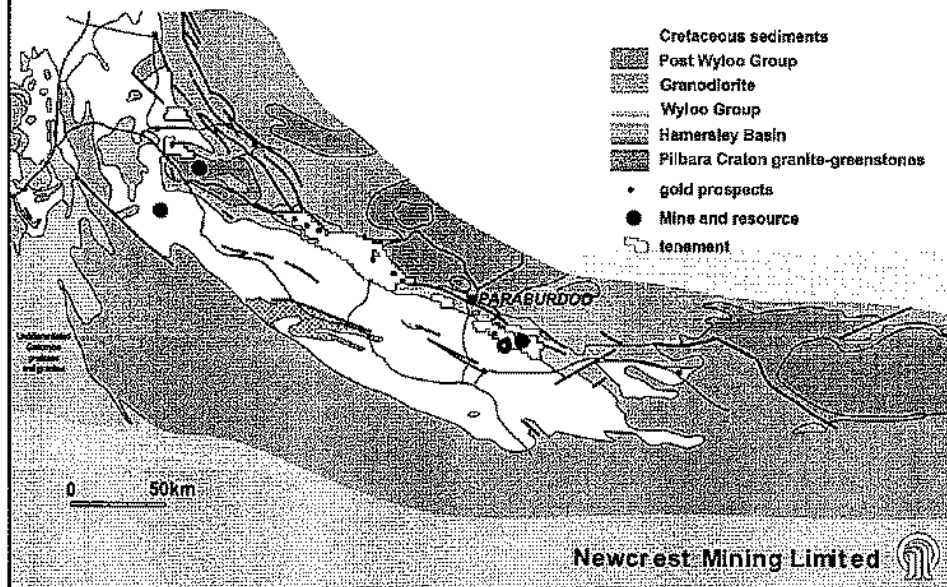 Cretaceous sediments
Post Wyloo Group
Granodiorite
Wyloo Group
Hamersley Basin
Pilbara Craton granite-greenstones
gold prospects
Mine and resource
tenement
PARABURDOO
0 50km
Newcrest Mining Limited